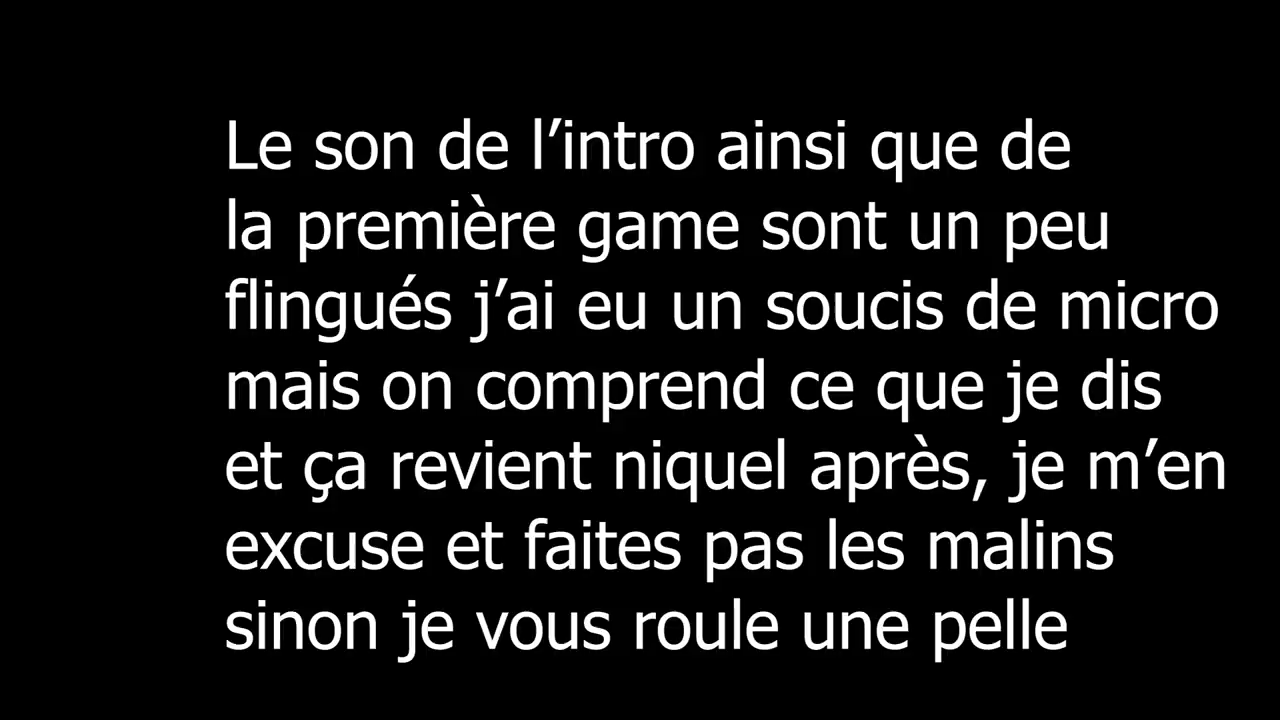 Le son de l’intro ainsi que de
la première game sont un peu
flingués j’ai eu un soucis de micro
mais on comprend ce que je dis
et ça revient niquel après, je m’en
excuse et faites pas les malins
sinon je vous roule une pelle